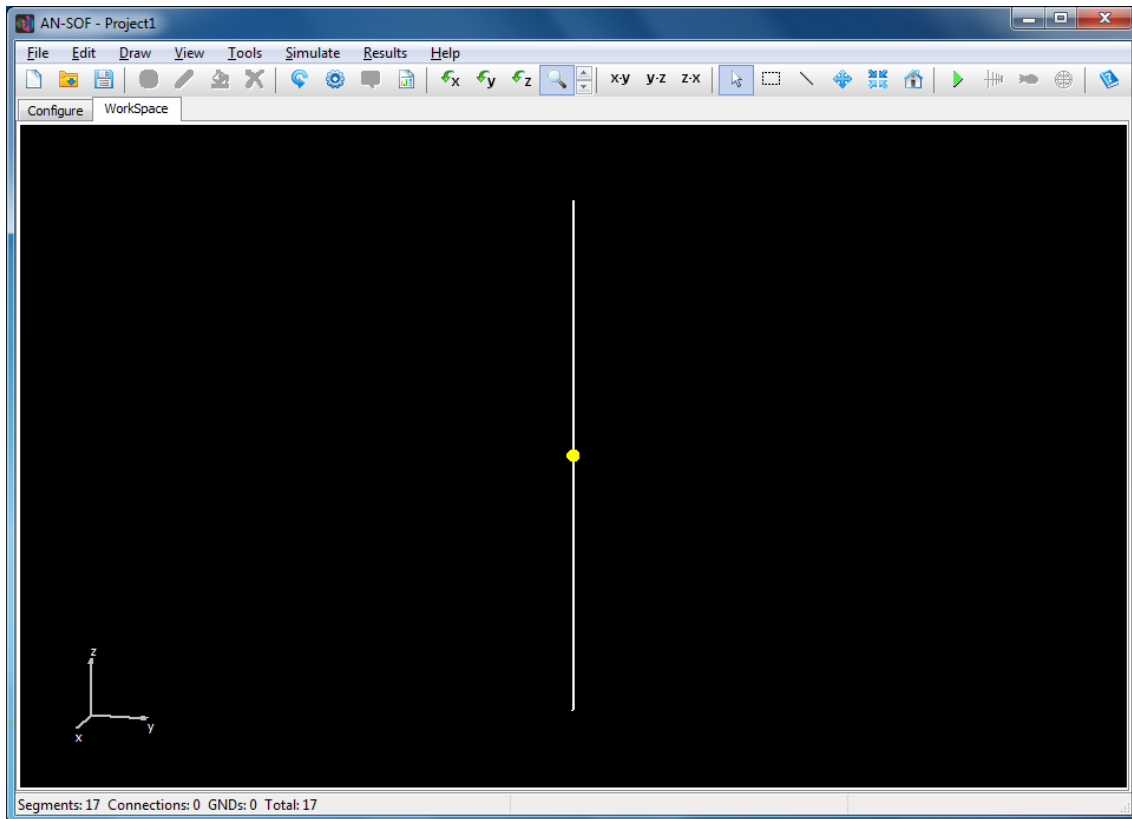 AN-SOF - Project1
File Edit Draw View Tools Simulate Results Help
x y z x-y y-z z-x
Configure WorkSpace
z
y
x
Segments: 17 Connections: 0 GNDs: 0 Total: 17